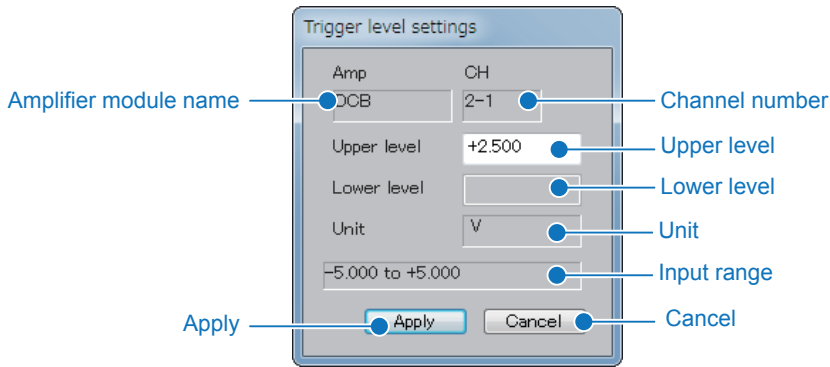 Trigger level settings
Amp CH
Amplifier module name DCB 2-1 Channel number
Upper level +2.500 Upper level
Lower level Lower level
Unit V Unit
-5.000 to +5.000 Input range
Apply Apply Cancel Cancel